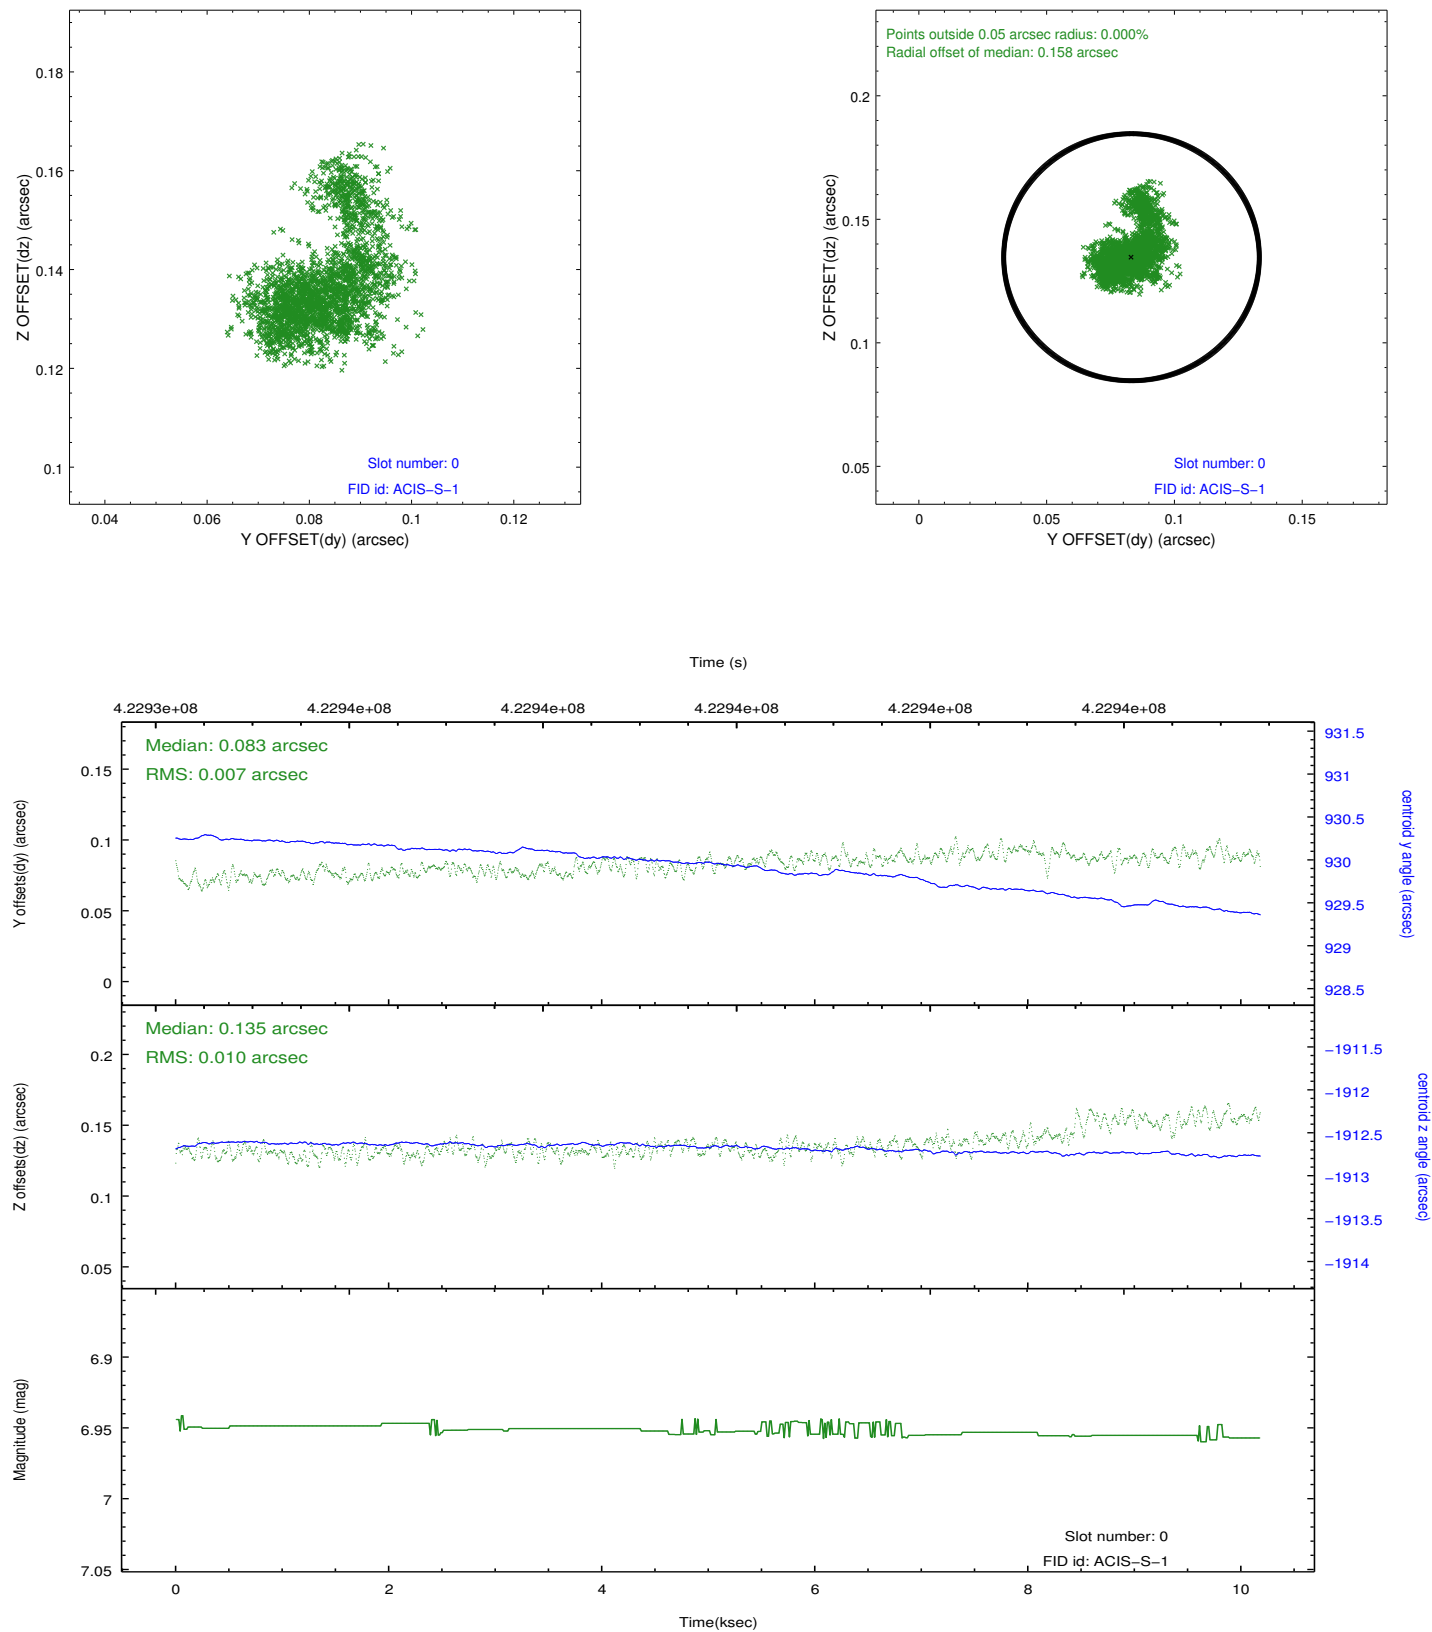 0.18
0.16
0.14
0.12
0.1
Z OFFSET(dz) (arcsec)
Slot number: 0
FID id: ACIS−S−1
0.04 0.06 0.08 0.1 0.12
Y OFFSET(dy) (arcsec)
Points outside 0.05 arcsec radius: 0.000%
Radial offset of median: 0.158 arcsec
0.2
0.15
0.1
0.05
Z OFFSET(dz) (arcsec)
Slot number: 0
FID id: ACIS−S−1
0 0.05 0.1 0.15
Y OFFSET(dy) (arcsec)
Time (s)
4.2293e+08 4.2294e+08 4.2294e+08 4.2294e+08 4.2294e+08 4.2294e+08
Median: 0.083 arcsec
RMS: 0.007 arcsec
0.15
0.1
0.05
0
Y offsets(dy) (arcsec)
931.5
931
930.5
930
929.5
929
928.5
centroid y angle (arcsec)
Median: 0.135 arcsec
RMS: 0.010 arcsec
0.2
0.15
0.1
0.05
Z offsets(dz) (arcsec)
−1911.5
−1912
−1912.5
−1913
−1913.5
−1914
centroid z angle (arcsec)
6.9
6.95
7
7.05
Magnitude (mag)
Slot number: 0
FID id: ACIS−S−1
0 2 4 6 8 10
Time(ksec)